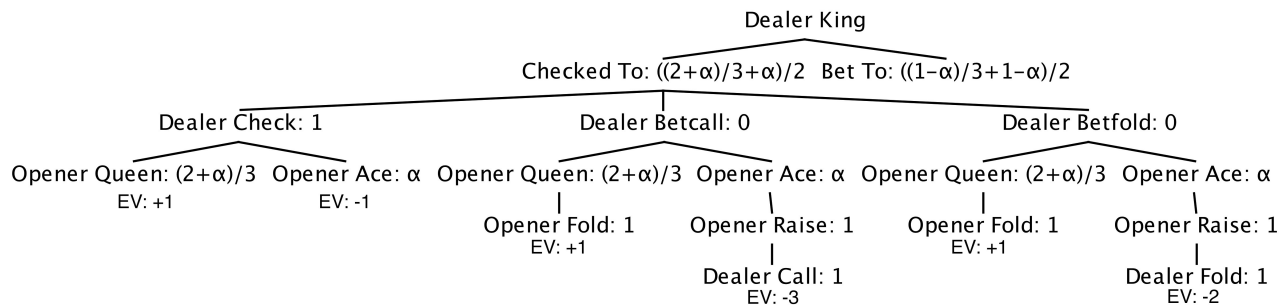 Dealer King
Checked To: ((2+α)/3+α)/2 Bet To: ((1−α)/3+1−α)/2
Dealer Check: 1 Dealer Betcall: 0 Dealer Betfold: 0
Opener Queen: (2+α)/3 Opener Ace: α Opener Queen: (2+α)/3 Opener Ace: α Opener Queen: (2+α)/3 Opener Ace: α
EV: +1 EV: -1
Opener Fold: 1 Opener Raise: 1 Opener Fold: 1 Opener Raise: 1
EV: +1 EV: +1
Dealer Call: 1 Dealer Fold: 1
EV: -3 EV: -2